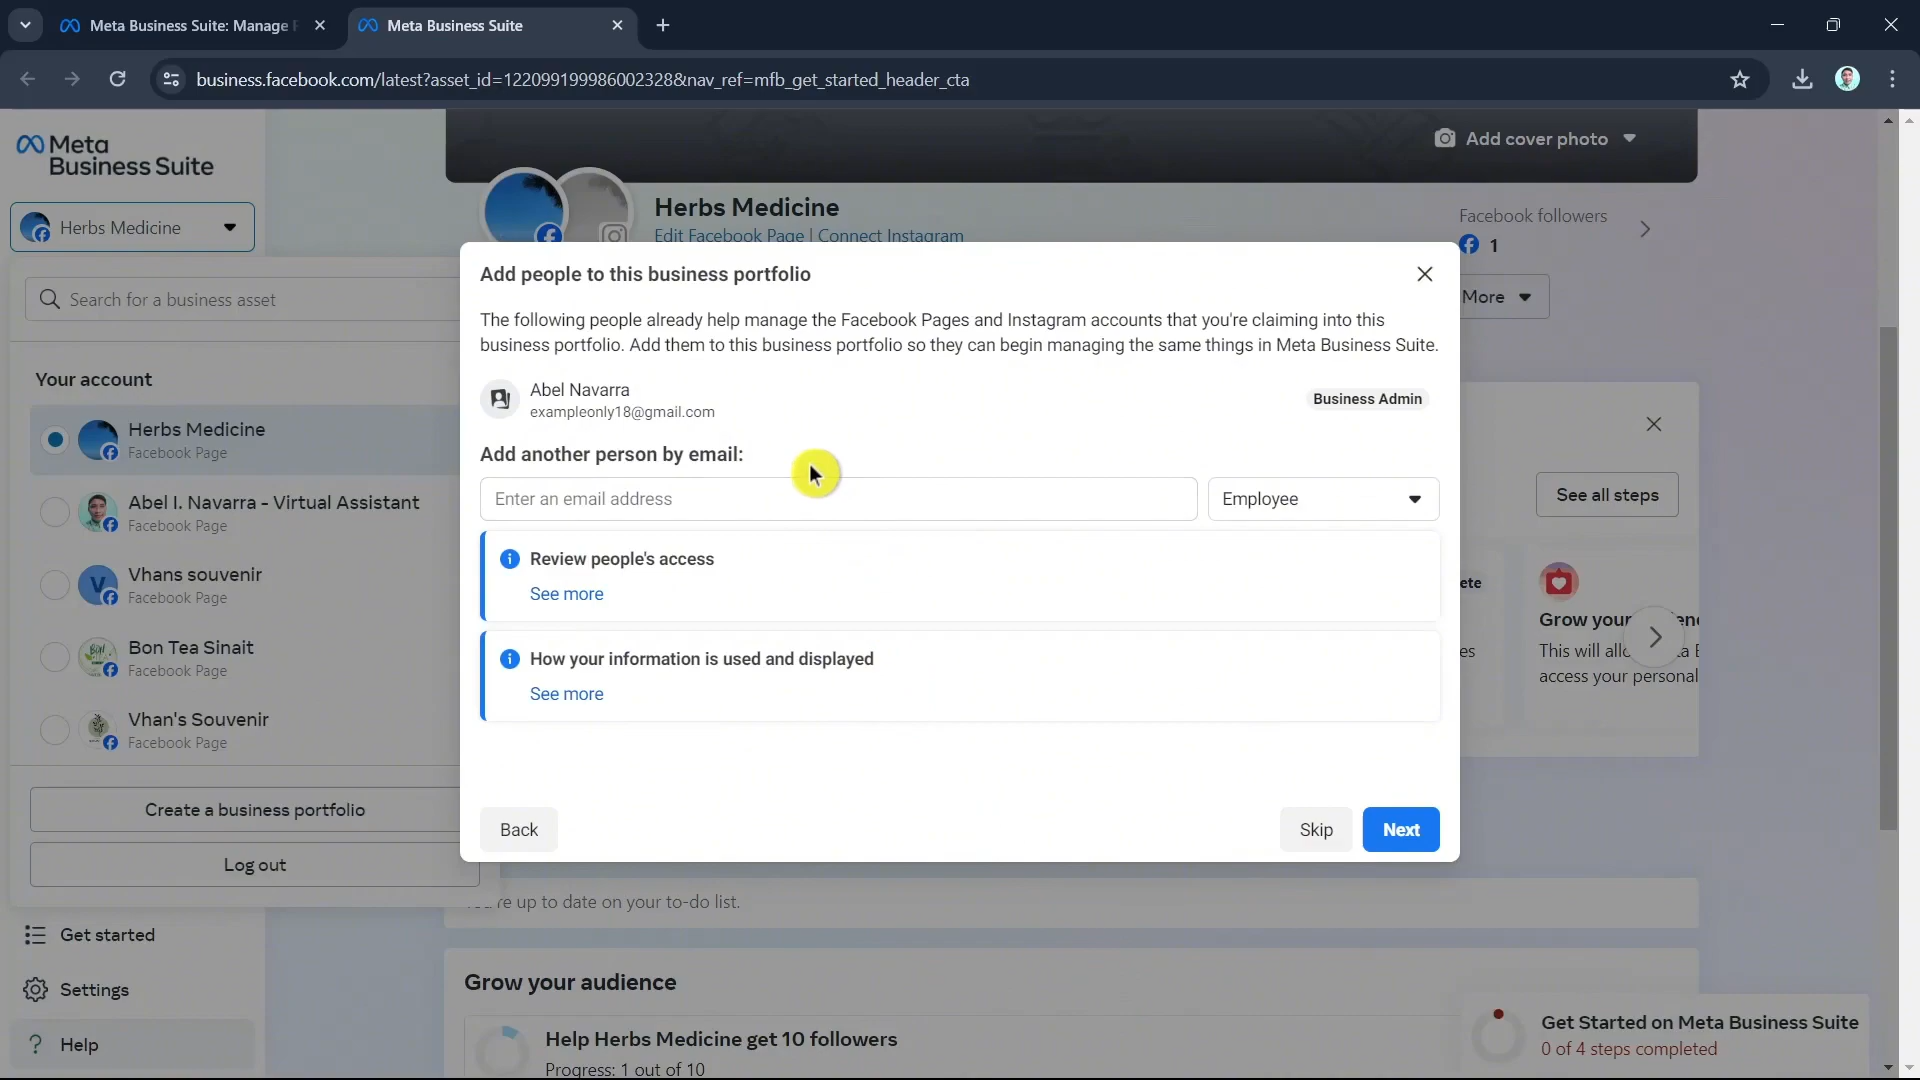 Meta Business Suite: Manage
Meta Business Suite
business.facebook.com/latest?asset_id=122099199986002328&nav_ref=mfb_get_started_header_cta
Meta
Business Suite
Herbs Medicine
Search for a business asset
Your account
Herbs Medicine
Facebook Page
Abel I. Navarra - Virtual Assistant
Facebook Page
Vhans souvenir
Facebook Page
Bon Tea Sinait
Facebook Page
Vhan's Souvenir
Facebook Page
Create a business portfolio
Log out
Get started
Settings
Help
Add cover photo
Herbs Medicine
Edit Facebook Page | Connect Instagram
Facebook followers
1
More
Add people to this business portfolio
The following people already help manage the Facebook Pages and Instagram accounts that you're claiming into this
business portfolio. Add them to this business portfolio so they can begin managing the same things in Meta Business Suite.
Abel Navarra
exampleonly18@gmail.com
Business Admin
Add another person by email:
Enter an email address
Employee
Review people's access
See more
How your information is used and displayed
See more
Back
Skip
Next
See all steps
Grow your
This will
access your personal
up to date on your to-do list.
Grow your audience
Help Herbs Medicine get 10 followers
Progress: 1 out of 10
Get Started on Meta Business Suite
0 of 4 steps completed